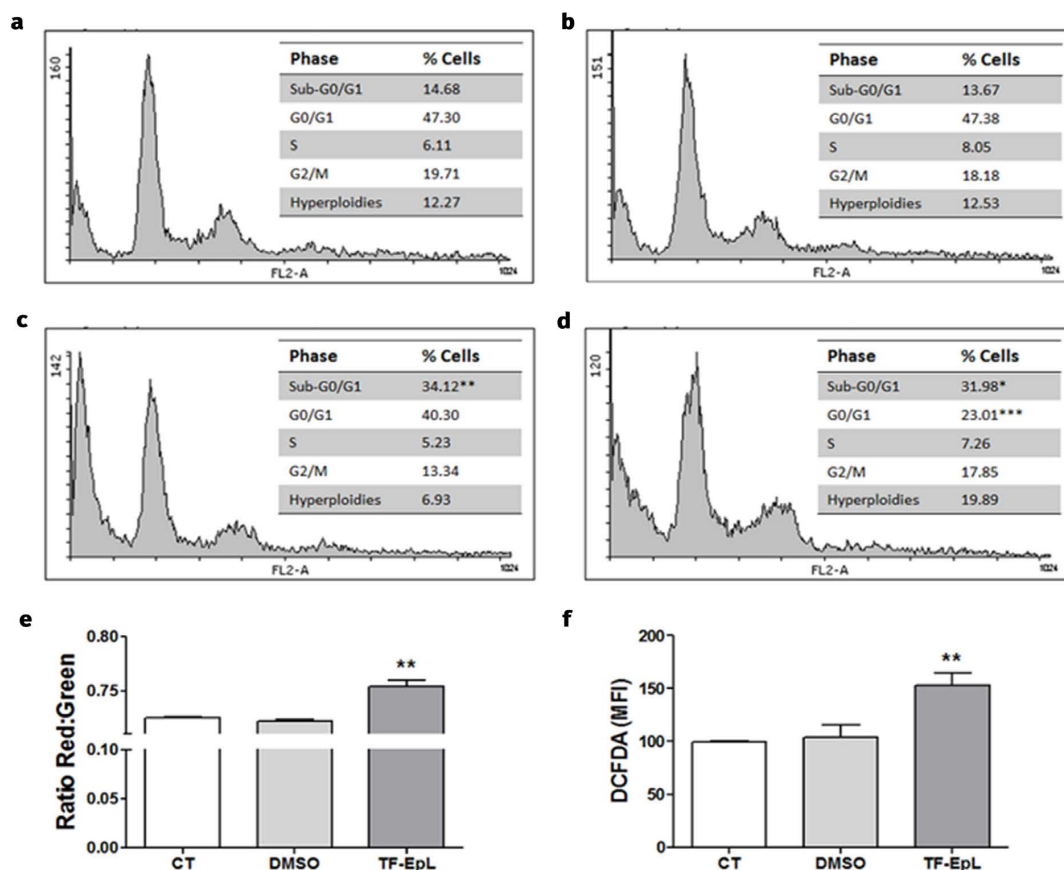 a
160
Phase % Cells
Sub-G0/G1 14.68
G0/G1 47.30
S 6.11
G2/M 19.71
Hyperploidies 12.27
FL2-A
1024
b
151
Phase % Cells
Sub-G0/G1 13.67
G0/G1 47.38
S 8.05
G2/M 18.18
Hyperploidies 12.53
FL2-A
1024
c
142
Phase % Cells
Sub-G0/G1 34.12**
G0/G1 40.30
S 5.23
G2/M 13.34
Hyperploidies 6.93
FL2-A
1024
d
120
Phase % Cells
Sub-G0/G1 31.98*
G0/G1 23.01***
S 7.26
G2/M 17.85
Hyperploidies 19.89
FL2-A
1024
e
Ratio Red:Green
0.80
0.75
0.10
0.05
0.00
**
CT DMSO TF-EpL
f
DCFDA (MFI)
200
150
100
50
0
**
CT DMSO TF-EpL